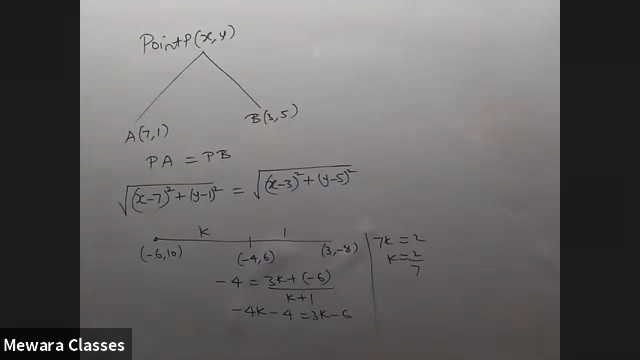 Point P(x,y)
A(7,1)
B(3,5)
PA = PB
√(x-7)²+(y-1)² = √(x-3)²+(y-5)²
K 1
(-6,10) (-4,6) (3,-8)
-4 = 3K+(-6)
K+1
-4K-4 = 3K-6
7K = 2
K = 2
7
Mewara Classes